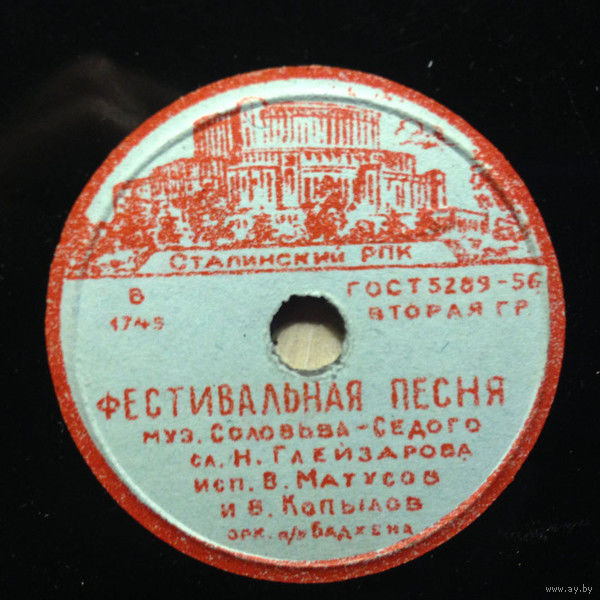 Сталинский РПК
В ГОСТ 5289-56
1749 ВТОРАЯ ГР
ФЕСТИВАЛЬНАЯ ПЕСНЯ
муз. Соловьва-Седого
сл. Н. Глейзарова
исп. В. Матусов
и В. Копылов
орк. п/у Бадхена
www.ay.by